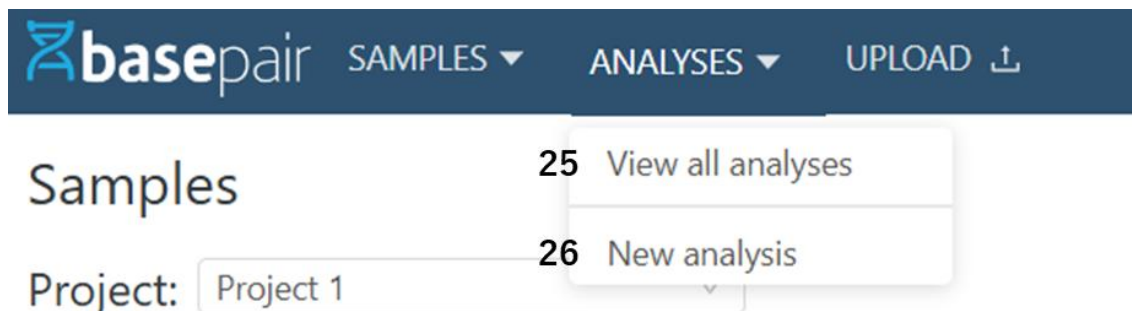 basepair SAMPLES ANALYSES UPLOAD
Samples
25 View all analyses
26 New analysis
Project: Project 1